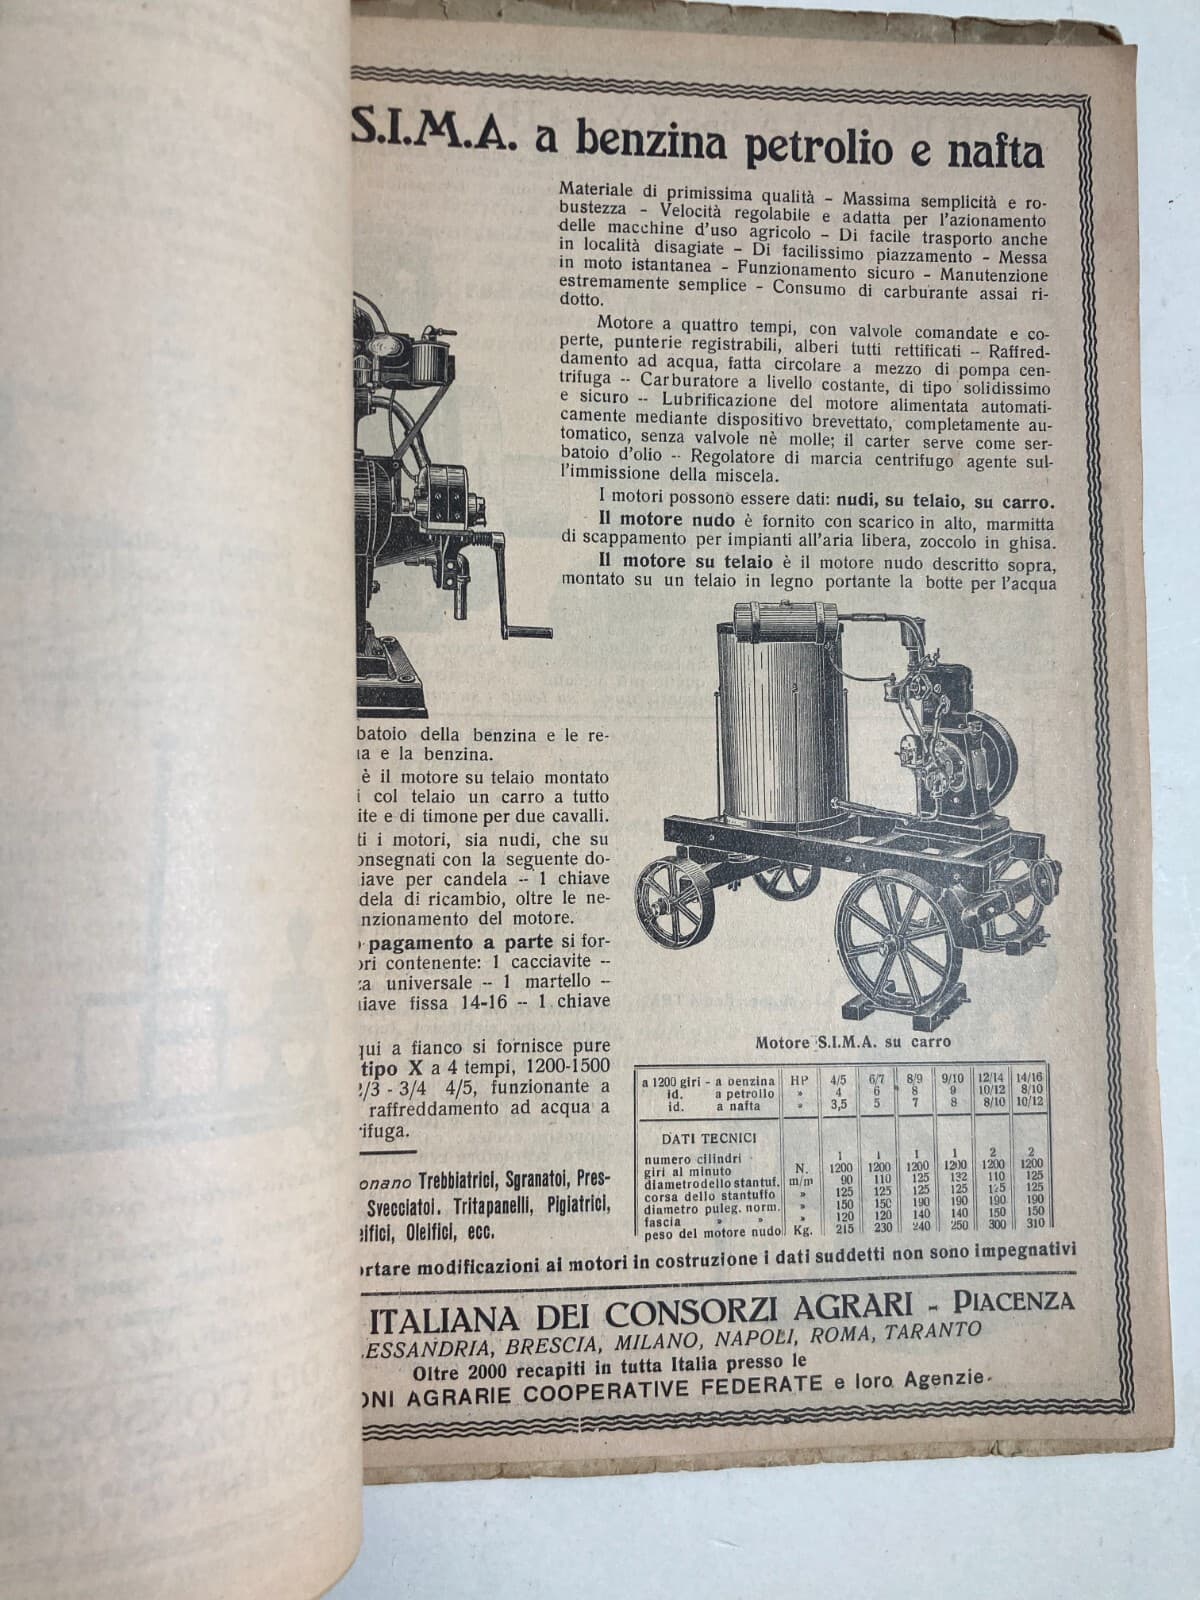 S.I.M.A. a benzina petrolio e nafta
Materiale di primissima qualità - Massima semplicità e ro-
bustezza - Velocità regolabile e adatta per l'azionamento
delle macchine d'uso agricolo - Di facile trasporto anche
in località disagiate - Di facilissimo piazzamento - Messa
in moto istantanea - Funzionamento sicuro - Manutenzione
estremamente semplice - Consumo di carburante assai ri-
dotto.
Motore a quattro tempi, con valvole comandate e co-
perte, punterie registrabili, alberi tutti rettificati -- Raffred-
damento ad acqua, fatta circolare a mezzo di pompa cen-
trifuga -- Carburatore a livello costante, di tipo solidissimo
e sicuro -- Lubrificazione del motore alimentata automati-
camente mediante dispositivo brevettato, completamente au-
tomatico, senza valvole nè molle; il carter serve come ser-
batoio d'olio -- Regolatore di marcia centrifugo agente sul-
l'immissione della miscela.
I motori possono essere dati: nudi, su telaio, su carro.
Il motore nudo è fornito con scarico in alto, marmitta
di scappamento per impianti all'aria libera, zoccolo in ghisa.
Il motore su telaio è il motore nudo descritto sopra,
montato su un telaio in legno portante la botte per l'acqua
batoio della benzina e le re-
ua e la benzina.
è il motore su telaio montato
i col telaio un carro a tutto
ite e di timone per due cavalli.
ti i motori, sia nudi, che su
onsegnati con la seguente do-
iave per candela -- 1 chiave
dela di ricambio, oltre le ne-
nzionamento del motore.
pagamento a parte si for-
ori contenente: 1 cacciavite --
za universale -- 1 martello --
iave fissa 14-16 -- 1 chiave
qui a fianco si fornisce pure
tipo X a 4 tempi, 1200-1500
2/3 - 3/4 4/5, funzionante a
raffreddamento ad acqua a
rifuga.
onano Trebbiatrici, Sgranatoi, Pres-
Svecciatoi. Tritapanelli, Pigiatrici,
eifici, Oleifici, ecc.
Motore S.I.M.A. su carro
a 1200 giri - a benzina HP 4/5 6/7 8/9 9/10 12/14 14/16
id. a petrollo » 4 6 8 9 10/12 8/10
id. a nafta » 3,5 5 7 8 8/10 10/12
DATI TECNICI
numero cilindri 1 1 1 1 2 2
giri al minuto N. 1200 1200 1200 1200 1200 1200
diametro dello stantuf. m/m 90 110 125 132 110 125
corsa dello stantuffo » 125 125 125 125 125 125
diametro puleg. norm. » 150 150 190 190 190 190
fascia » » » 120 120 140 140 150 150
peso del motore nudo Kg. 215 230 240 250 300 310
ortare modificazioni ai motori in costruzione i dati suddetti non sono impegnativi
ITALIANA DEI CONSORZI AGRARI - PIACENZA
LESSANDRIA, BRESCIA, MILANO, NAPOLI, ROMA, TARANTO
Oltre 2000 recapiti in tutta Italia presso le
ONI AGRARIE COOPERATIVE FEDERATE e loro Agenzie.